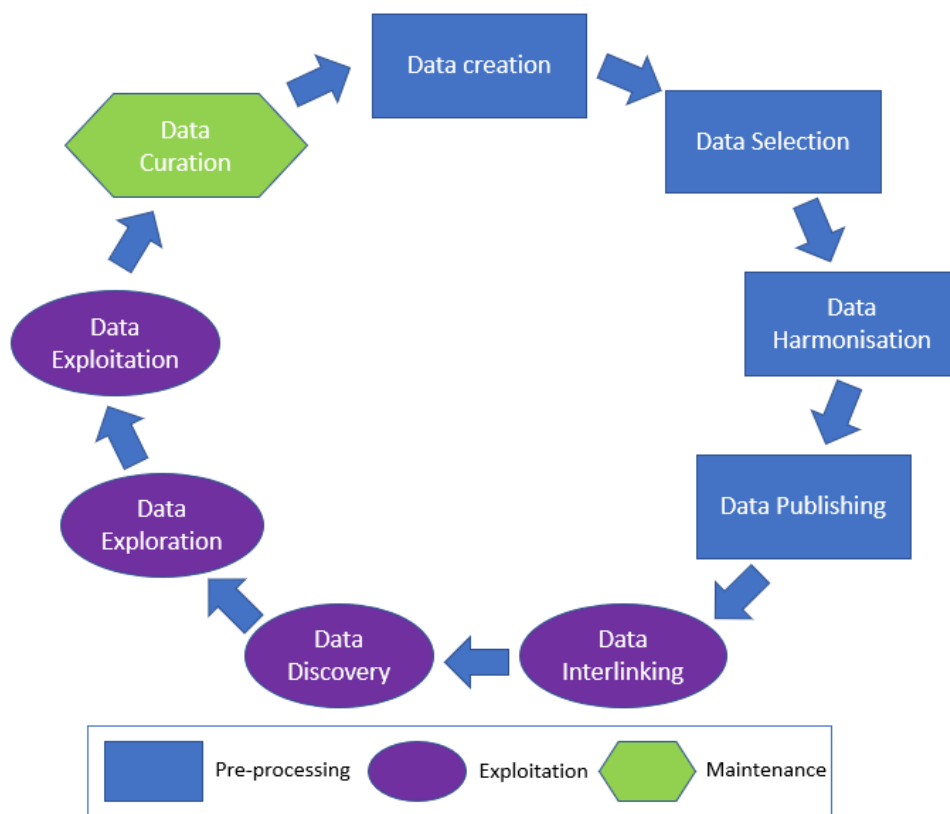 Data creation
Data Selection
Data
Harmonisation
Data Publishing
Data
Interlinking
Data
Discovery
Data
Exploration
Data
Exploitation
Data
Curation
Pre-processing
Exploitation
Maintenance